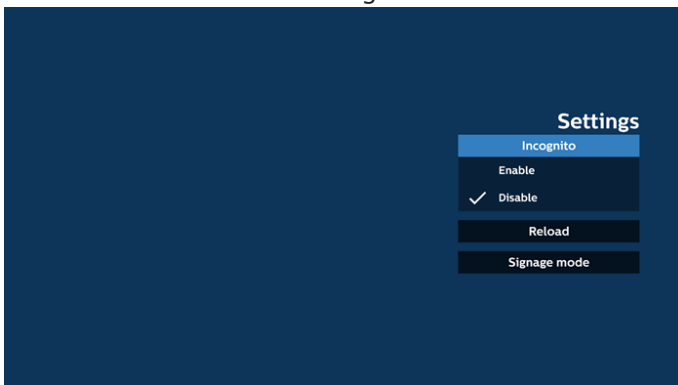 Settings
Incognito
Enable
Disable
Reload
Signage mode